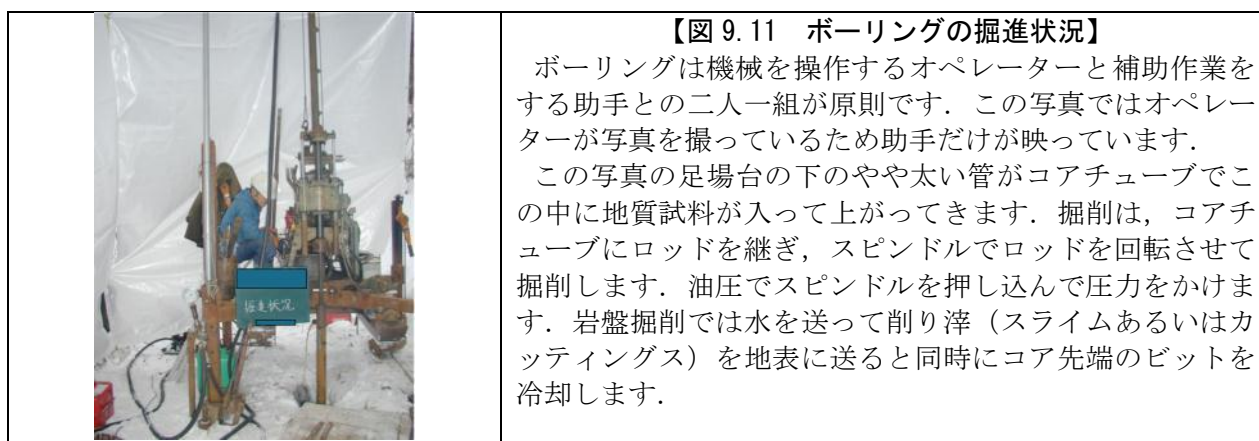 【図 9.11 ボーリングの掘進状況】
ボーリングは機械を操作するオペレーターと補助作業を
する助手との二人一組が原則です．この写真ではオペレー
ターが写真を撮っているため助手だけが映っています．
この写真の足場台の下のやや太い管がコアチューブでこ
の中に地質試料が入って上がってきます．掘削は，コアチ
ューブにロッドを継ぎ，スピンドルでロッドを回転させて
掘削します．油圧でスピンドルを押し込んで圧力をかけま
す．岩盤掘削では水を送って削り滓（スライムあるいはカ
ッティングス）を地表に送ると同時にコア先端のビットを
冷却します．
掘進状況